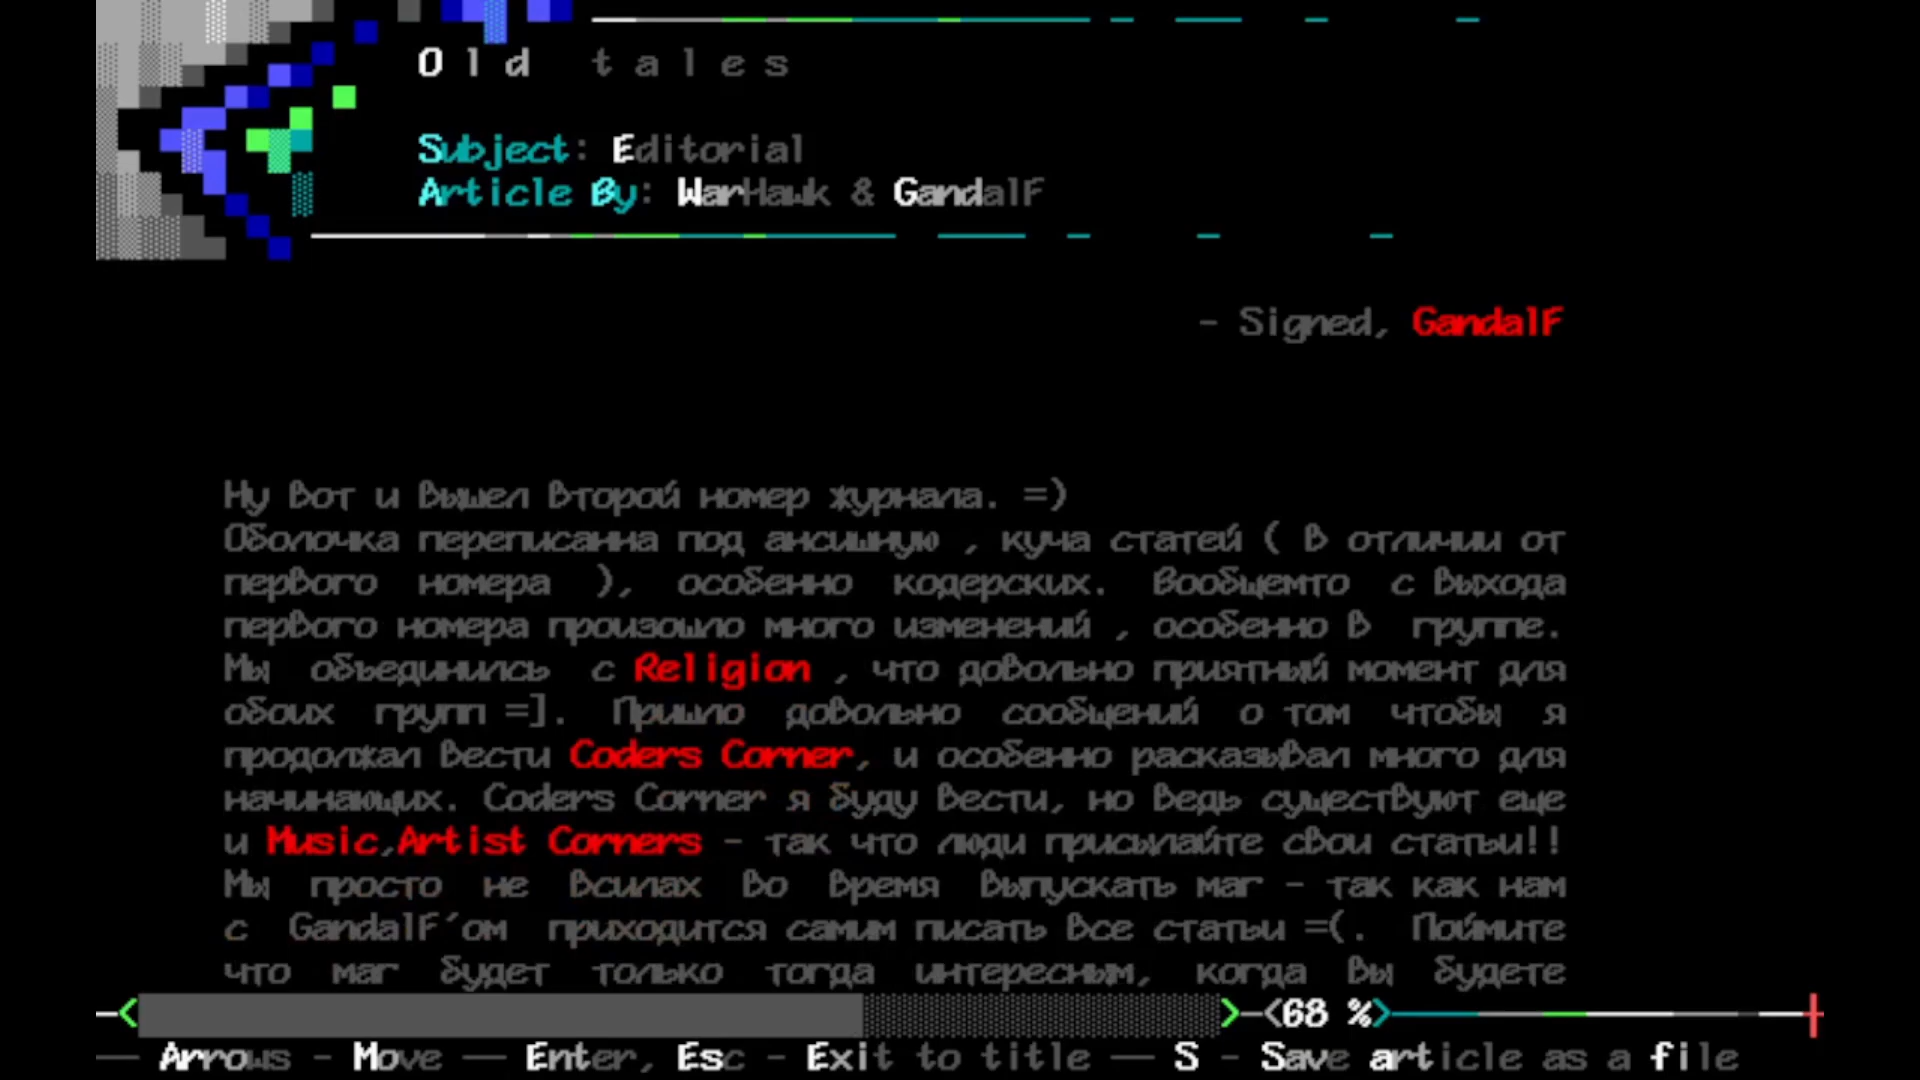 Old tales
Subject: Editorial
Article By: WarHawk & GandalF
- Signed, GandalF
Ну вот и вышел второй номер журнала. =)
Оболочка переписанна под ансишную , куча статей ( в отличии от
первого номера ), особенно кодерских. Вообщемто с выхода
первого номера произошло много изменений , особенно в группе.
Мы объединились с Religion , что довольно приятный момент для
обоих групп =]. Пришло довольно сообщений о том чтобы я
продолжал вести Coders Corner, и особенно расказывал много для
начинающих. Coders Corner я буду вести, но ведь существуют еще
и Music,Artist Corners - так что люди присылайте свои статьи!!
Мы просто не всилах во время выпускать маг - так как нам
с GandalF'ом приходится самим писать все статьи =(. Поймите
что маг будет только тогда интересным, когда вы будете
<68 %>
Arrows - Move — Enter, Esc - Exit to title — S - Save article as a file